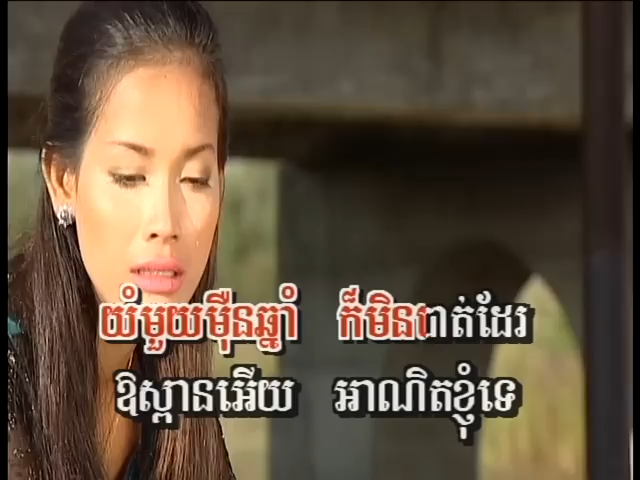 យំមួយម៉ឺនឆ្នាំ ក៏មិនបាត់ដែរ
ឱស្ពានអើយ អាណិតខ្ញុំទេ